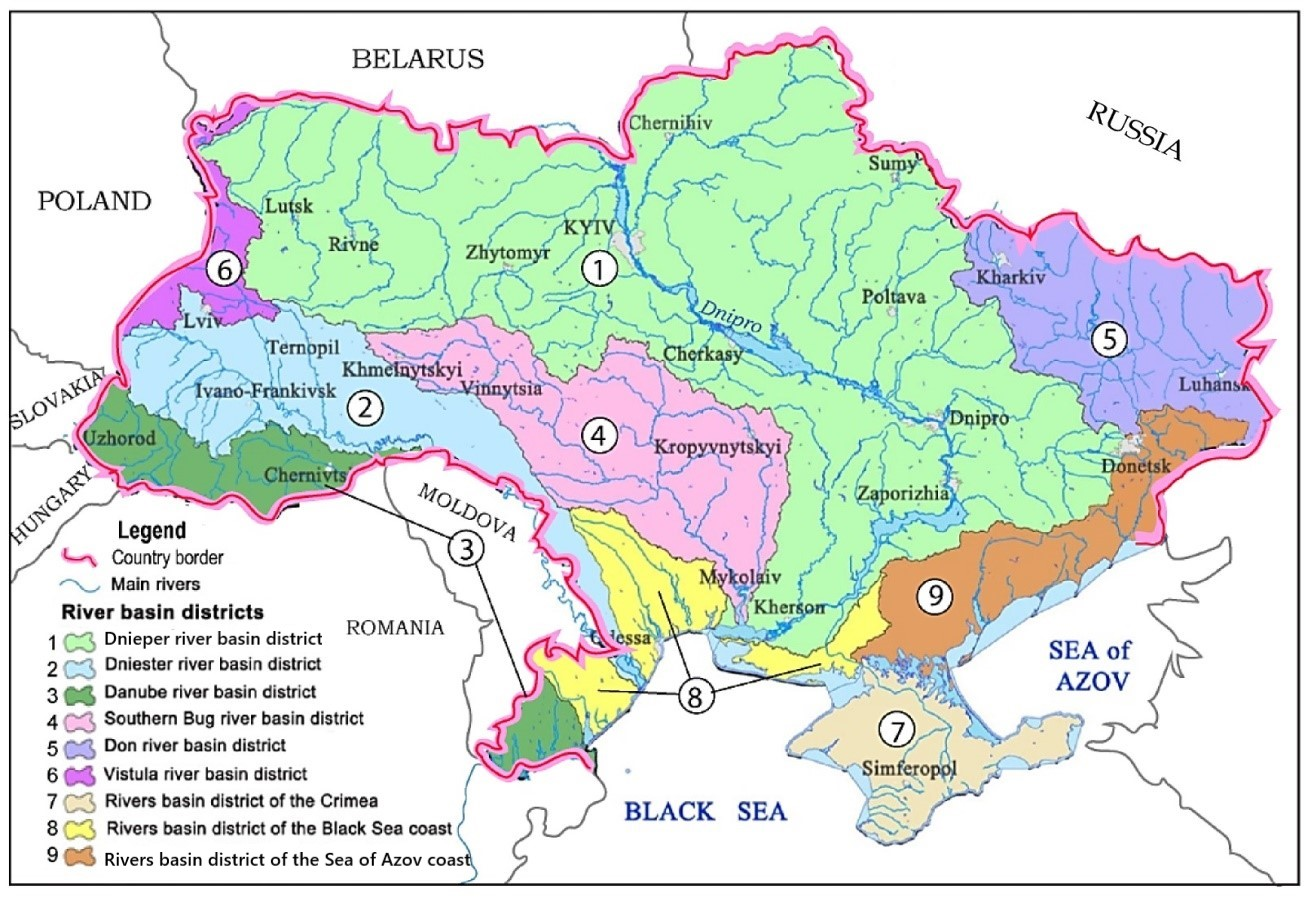 BELARUS
RUSSIA
Chernihiv
Sumy
POLAND
Lutsk
Rivne
KYIV
Zhytomyr
1
6
Kharkiv
Poltava
Dnipro
Lviv
5
Ternopil
Cherkasy
Khmelnytskyi
Vinnytsia
Luhansk
SLOVAKIA
Ivano-Frankivsk
2
Dnipro
Uzhorod
4
Kropyvnytskyi
Donetsk
Chernivts
Zaporizhia
HUNGARY
MOLDOVA
3
Mykolaiv
Kherson
9
ROMANIA
Odessa
SEA of
AZOV
8
7
Simferopol
BLACK SEA
Legend
Country border
Main rivers
River basin districts
1 Dnieper river basin district
2 Dniester river basin district
3 Danube river basin district
4 Southern Bug river basin district
5 Don river basin district
6 Vistula river basin district
7 Rivers basin district of the Crimea
8 Rivers basin district of the Black Sea coast
9 Rivers basin district of the Sea of Azov coast